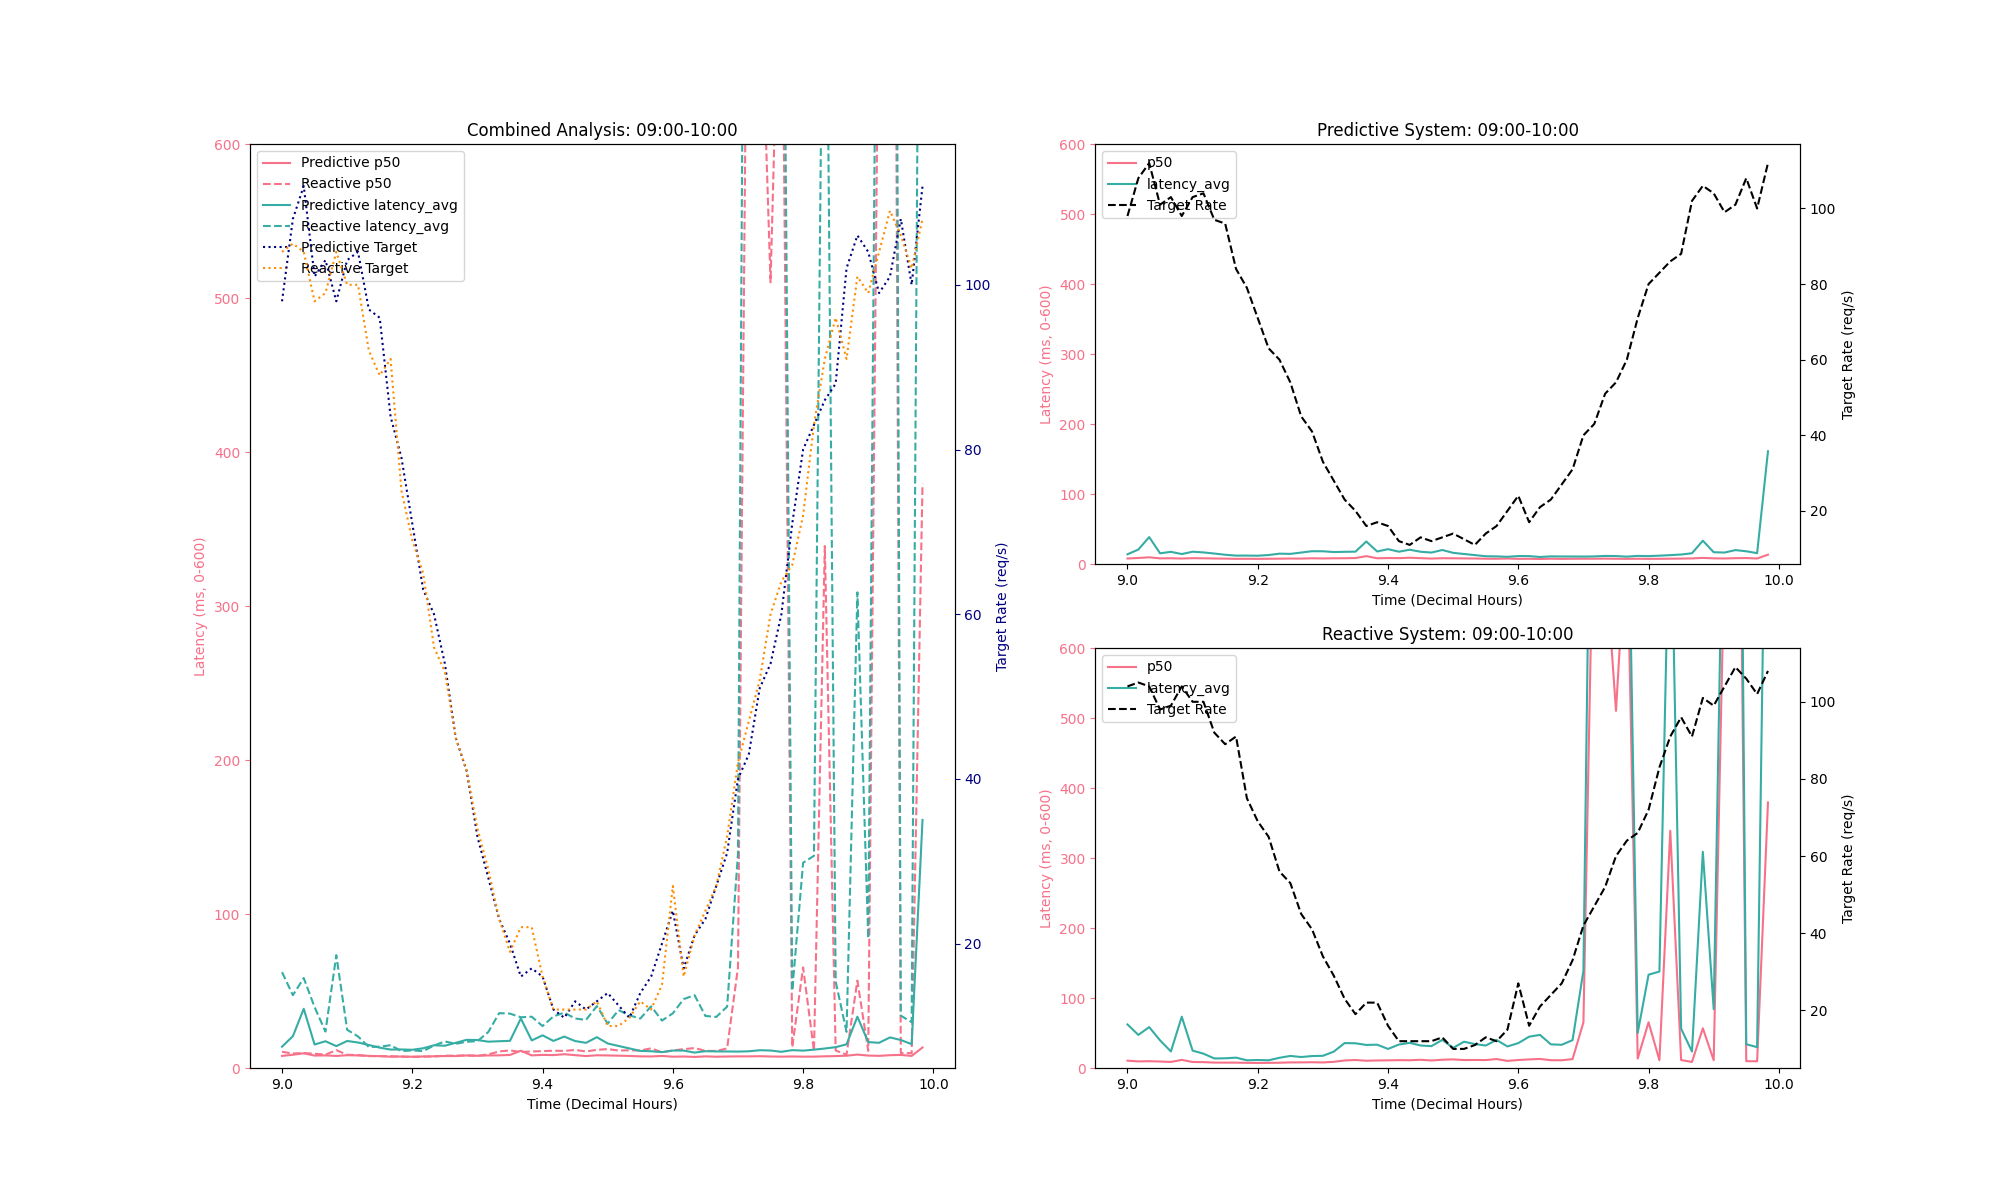 Combined Analysis: 09:00-10:00
Predictive p50
Reactive p50
Predictive latency_avg
Reactive latency_avg
Predictive Target
Reactive Target
600
500
400
300
200
100
0
Latency (ms, 0-600)
100
80
60
40
20
Target Rate (req/s)
9.0 9.2 9.4 9.6 9.8 10.0
Time (Decimal Hours)
Predictive System: 09:00-10:00
p50
latency_avg
Target Rate
600
500
400
300
200
100
0
Latency (ms, 0-600)
100
80
60
40
20
Target Rate (req/s)
9.0 9.2 9.4 9.6 9.8 10.0
Time (Decimal Hours)
Reactive System: 09:00-10:00
p50
latency_avg
Target Rate
600
500
400
300
200
100
0
Latency (ms, 0-600)
100
80
60
40
20
Target Rate (req/s)
9.0 9.2 9.4 9.6 9.8 10.0
Time (Decimal Hours)